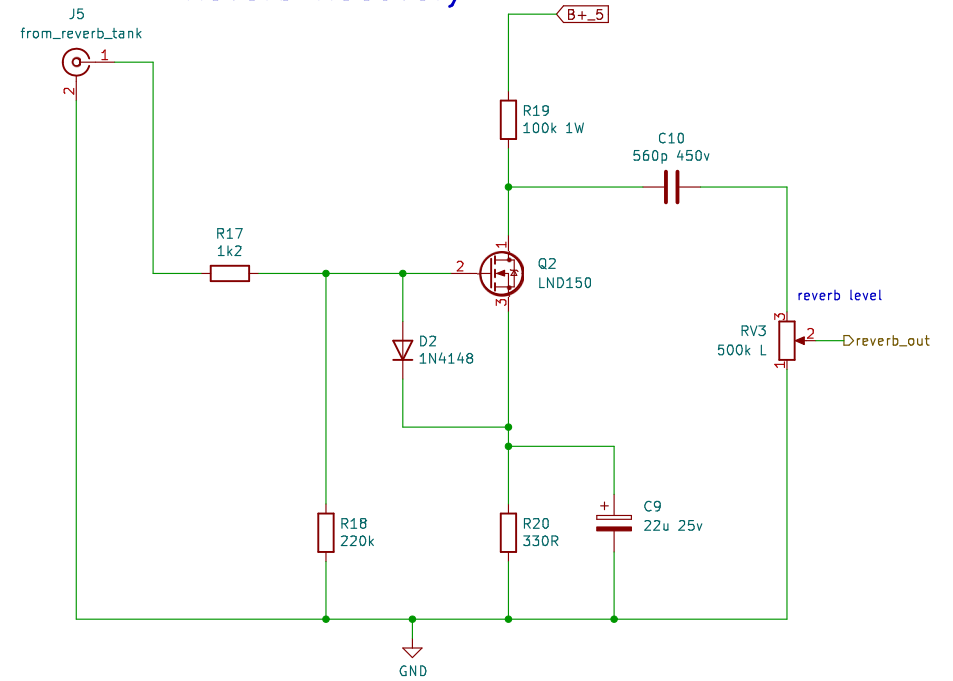 J5
from_reverb_tank
1
2
B+_5
R19
100k 1W
C10
560p 450v
R17
1k2
1
2
3
Q2
LND150
reverb level
D2
1N4148
RV3
500k L
3
2
1
reverb_out
R18
220k
R20
330R
+
C9
22u 25v
GND